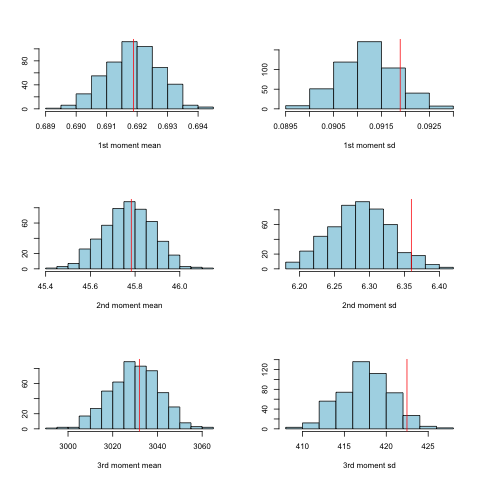 0 40 80
0.689 0.690 0.691 0.692 0.693 0.694
1st moment mean
0 50 100 150
0.0895 0.0905 0.0915 0.0925
1st moment sd
0 20 60
45.4 45.6 45.8 46.0
2nd moment mean
0 20 60
6.20 6.25 6.30 6.35 6.40
2nd moment sd
0 20 60
3000 3020 3040 3060
3rd moment mean
0 40 80 120
410 415 420 425
3rd moment sd